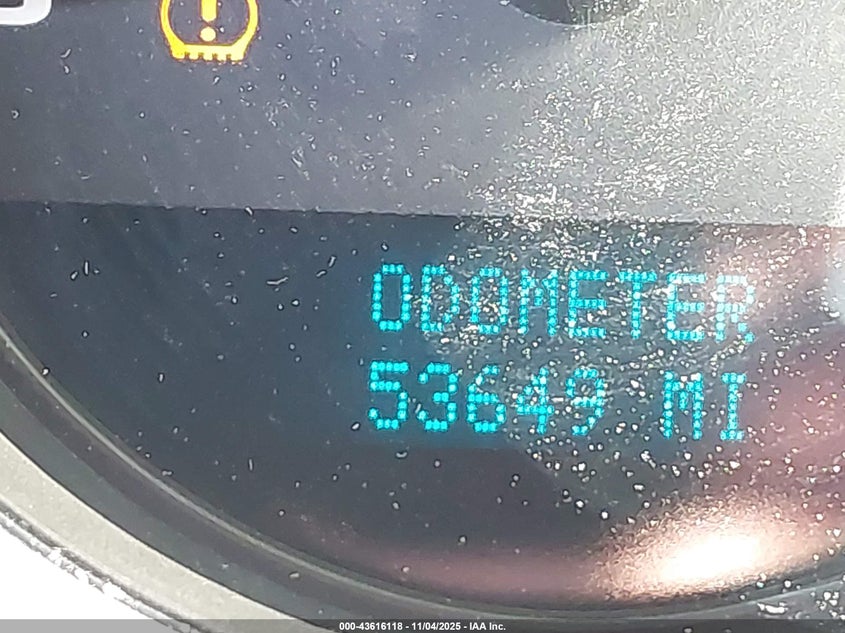 ODOMETER
53649 MI
000-43616118 - 11/04/2025 - IAA Inc.